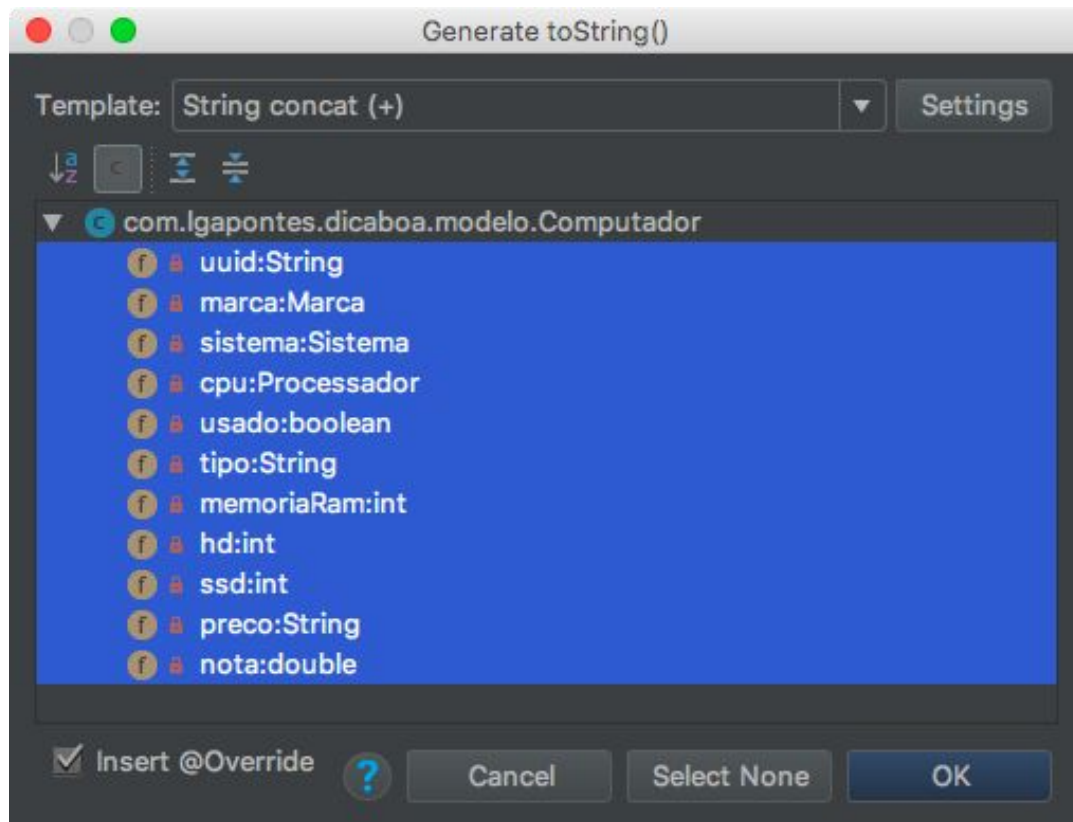 Generate toString()
Template: String concat (+) Settings
com.lgapontes.dicaboa.modelo.Computador
uuid:String
marca:Marca
sistema:Sistema
cpu:Processador
usado:boolean
tipo:String
memoriaRam:int
hd:int
ssd:int
preco:String
nota:double
Insert @Override ? Cancel Select None OK